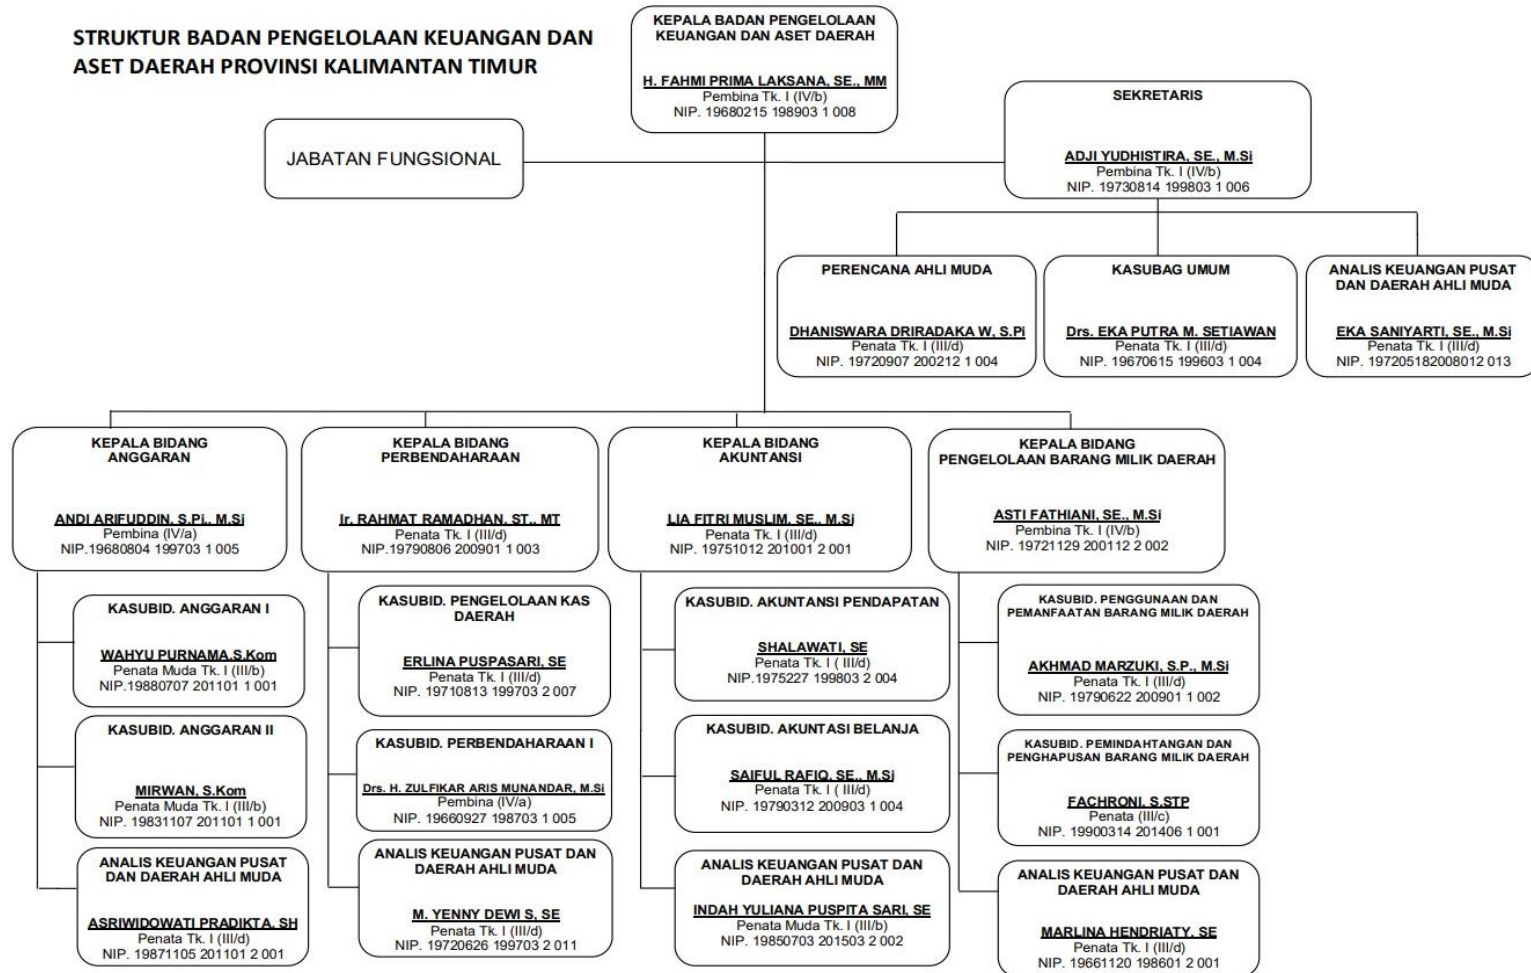 STRUKTUR BADAN PENGELOLAAN KEUANGAN DAN
ASET DAERAH PROVINSI KALIMANTAN TIMUR
KEPALA BADAN PENGELOLAAN
KEUANGAN DAN ASET DAERAH
H. FAHMI PRIMA LAKSANA, SE., MM
Pembina Tk. I (IV/b)
NIP. 19680215 198903 1 008
JABATAN FUNGSIONAL
SEKRETARIS
ADJI YUDHISTIRA, SE., M.Si
Pembina Tk. I (IV/b)
NIP. 19730814 199803 1 006
PERENCANA AHLI MUDA
DHANISWARA DRIRADAKA W, S.Pi
Penata Tk. I (III/d)
NIP. 19720907 200212 1 004
KASUBAG UMUM
Drs. EKA PUTRA M. SETIAWAN
Penata Tk. I (III/d)
NIP. 19670615 199603 1 004
ANALIS KEUANGAN PUSAT
DAN DAERAH AHLI MUDA
EKA SANIYARTI, SE., M.Si
Penata Tk. I (III/d)
NIP. 197205182008012 013
KEPALA BIDANG
ANGGARAN
ANDI ARIFUDDIN, S.Pi., M.Si
Pembina (IV/a)
NIP.19680804 199703 1 005
KASUBID. ANGGARAN I
WAHYU PURNAMA,S.Kom
Penata Muda Tk. I (III/b)
NIP.19880707 201101 1 001
KASUBID. ANGGARAN II
MIRWAN, S.Kom
Penata Muda Tk. I (III/b)
NIP. 19831107 201101 1 001
ANALIS KEUANGAN PUSAT
DAN DAERAH AHLI MUDA
ASRIWIDOWATI PRADIKTA, SH
Penata Tk. I (III/d)
NIP. 19871105 201101 2 001
KEPALA BIDANG
PERBENDAHARAAN
Ir. RAHMAT RAMADHAN, ST., MT
Penata Tk. I (III/d)
NIP.19790806 200901 1 003
KASUBID. PENGELOLAAN KAS
DAERAH
ERLINA PUSPASARI, SE
Penata Tk. I (III/d)
NIP. 19710813 199703 2 007
KASUBID. PERBENDAHARAAN I
Drs. H. ZULFIKAR ARIS MUNANDAR, M.Si
Pembina (IV/a)
NIP. 19660927 198703 1 005
ANALIS KEUANGAN PUSAT DAN
DAERAH AHLI MUDA
M. YENNY DEWI S, SE
Penata Tk. I (III/d)
NIP. 19720626 199703 2 011
KEPALA BIDANG
AKUNTANSI
LIA FITRI MUSLIM, SE., M.Si
Penata Tk. I (III/d)
NIP. 19751012 201001 2 001
KASUBID. AKUNTANSI PENDAPATAN
SHALAWATI, SE
Penata Tk. I ( III/d)
NIP. 1975227 199803 2 004
KASUBID. AKUNTASI BELANJA
SAIFUL RAFIQ, SE., M.Si
Penata Tk. I ( III/d)
NIP. 19790312 200903 1 004
ANALIS KEUANGAN PUSAT DAN
DAERAH AHLI MUDA
INDAH YULIANA PUSPITA SARI, SE
Penata Muda Tk. I (III/b)
NIP. 19850703 201503 2 002
KEPALA BIDANG
PENGELOLAAN BARANG MILIK DAERAH
ASTI FATHIANI, SE., M.Si
Pembina Tk. I (IV/b)
NIP. 19721129 200112 2 002
KASUBID. PENGGUNAAN DAN
PEMANFAATAN BARANG MILIK DAERAH
AKHMAD MARZUKI, S.P., M.Si
Penata Tk. I (III/d)
NIP. 19790622 200901 1 002
KASUBID. PEMINDAHTANGAN DAN
PENGHAPUSAN BARANG MILIK DAERAH
FACHRONI, S.STP
Penata (III/c)
NIP. 19900314 201406 1 001
ANALIS KEUANGAN PUSAT DAN
DAERAH AHLI MUDA
MARLINA HENDRIATY, SE
Penata Tk. I (III/d)
NIP. 19661120 198601 2 001